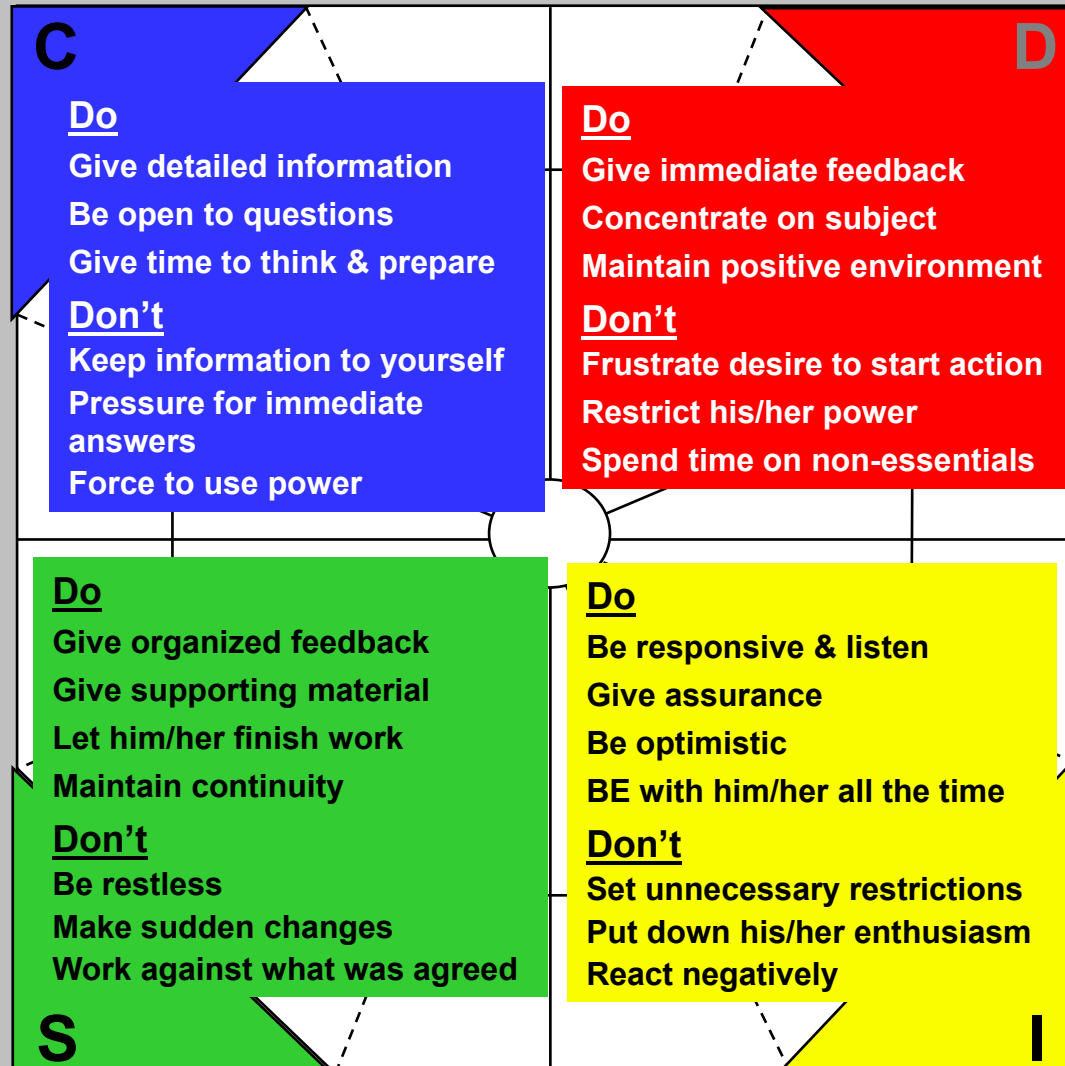 C
Do
Give detailed information
Be open to questions
Give time to think & prepare
Don’t
Keep information to yourself
Pressure for immediate
answers
Force to use power
D
Do
Give immediate feedback
Concentrate on subject
Maintain positive environment
Don’t
Frustrate desire to start action
Restrict his/her power
Spend time on non-essentials
Do
Give organized feedback
Give supporting material
Let him/her finish work
Maintain continuity
Don’t
Be restless
Make sudden changes
Work against what was agreed
S
Do
Be responsive & listen
Give assurance
Be optimistic
BE with him/her all the time
Don’t
Set unnecessary restrictions
Put down his/her enthusiasm
React negatively
I